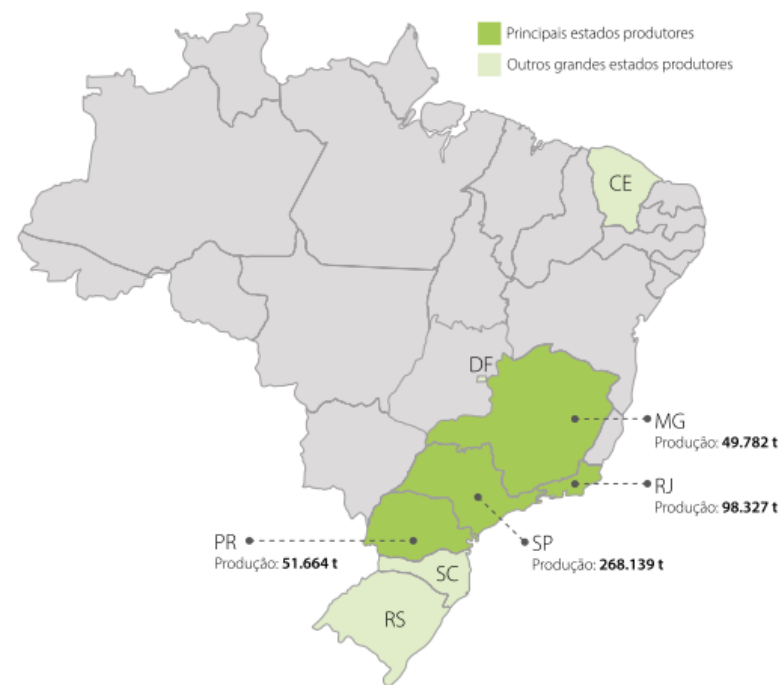 Principais estados produtores
Outros grandes estados produtores
CE
DF
MG
Produção: 49.782 t
RJ
Produção: 98.327 t
PR
Produção: 51.664 t
SP
Produção: 268.139 t
SC
RS